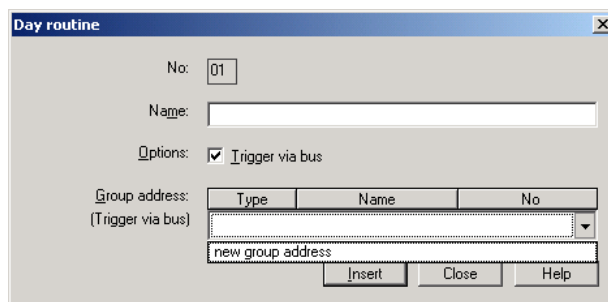 Day routine
No: 01
Name:
Options: Trigger via bus
Group address: Type Name No
(Trigger via bus)
new group address
Insert Close Help